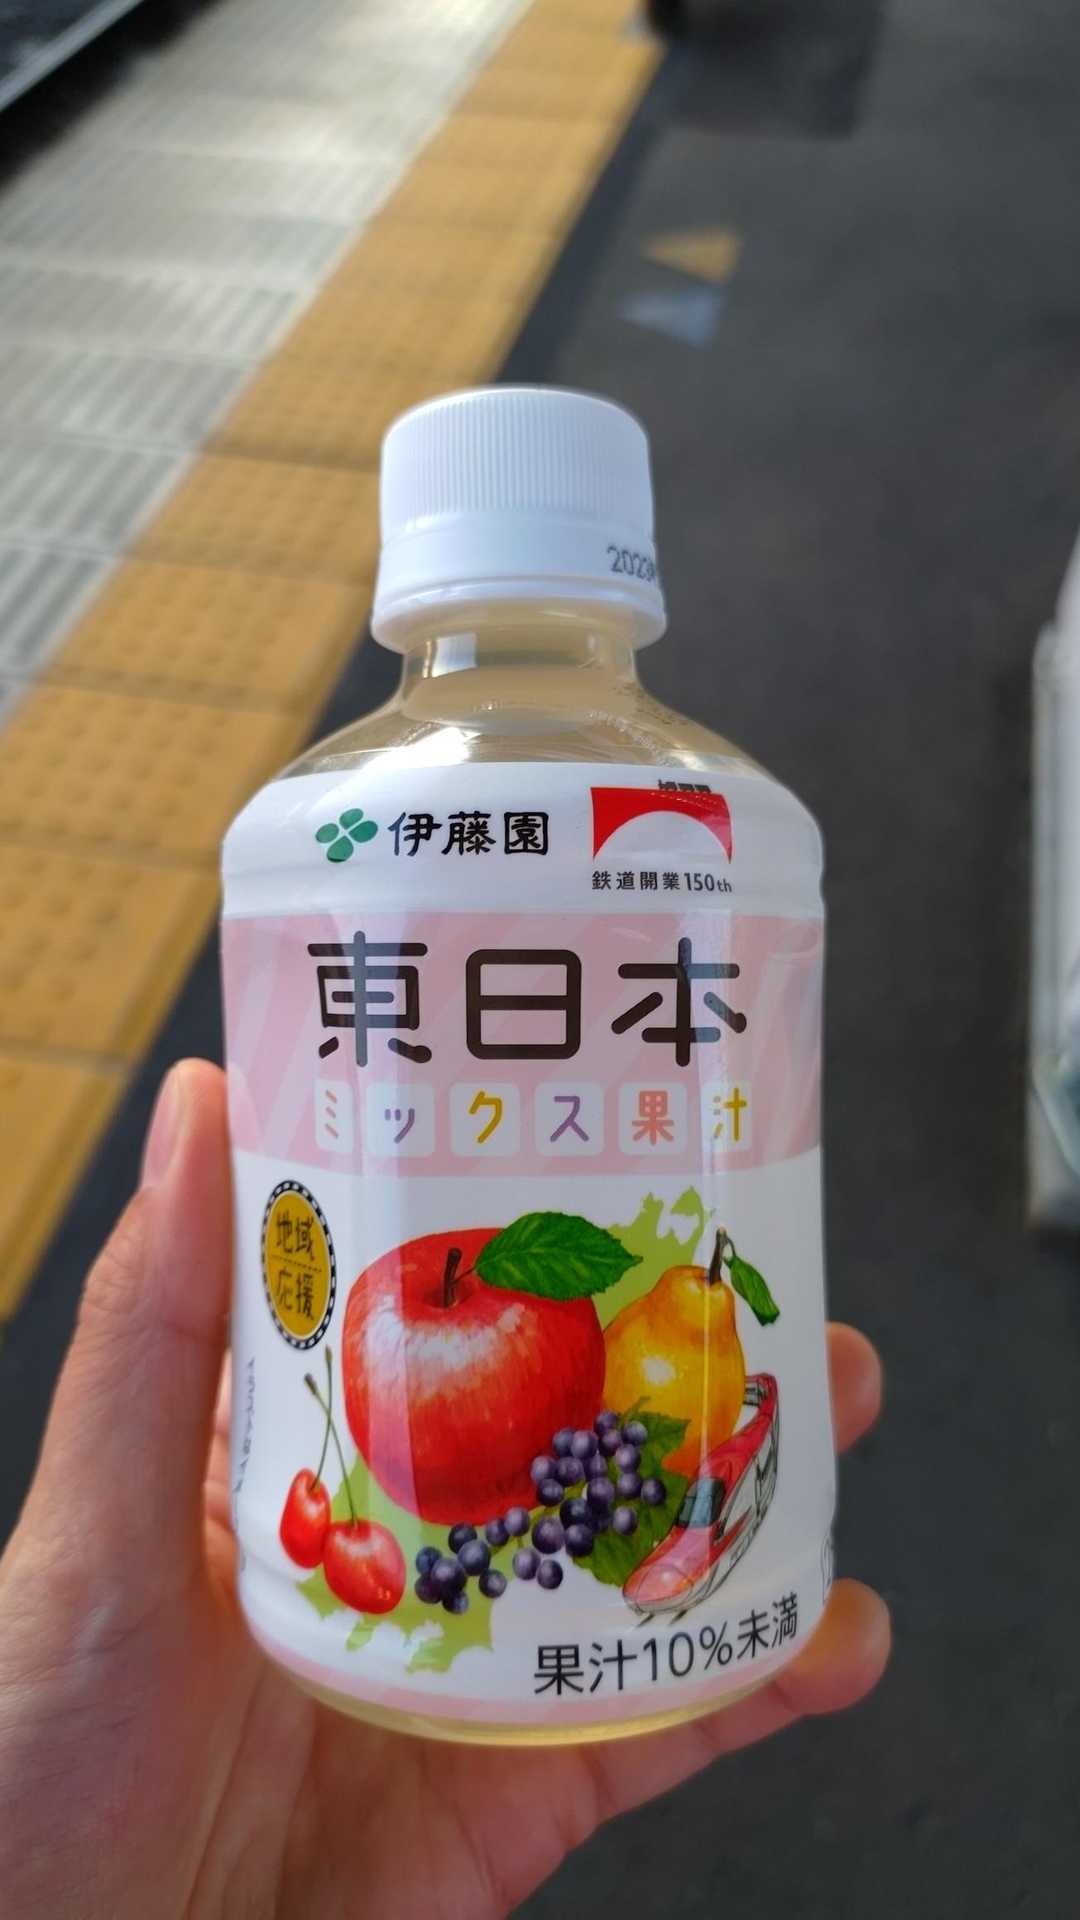 2023
伊藤園
鉄道開業150th
東日本
ミックス果汁
地域
応援
果汁10%未満